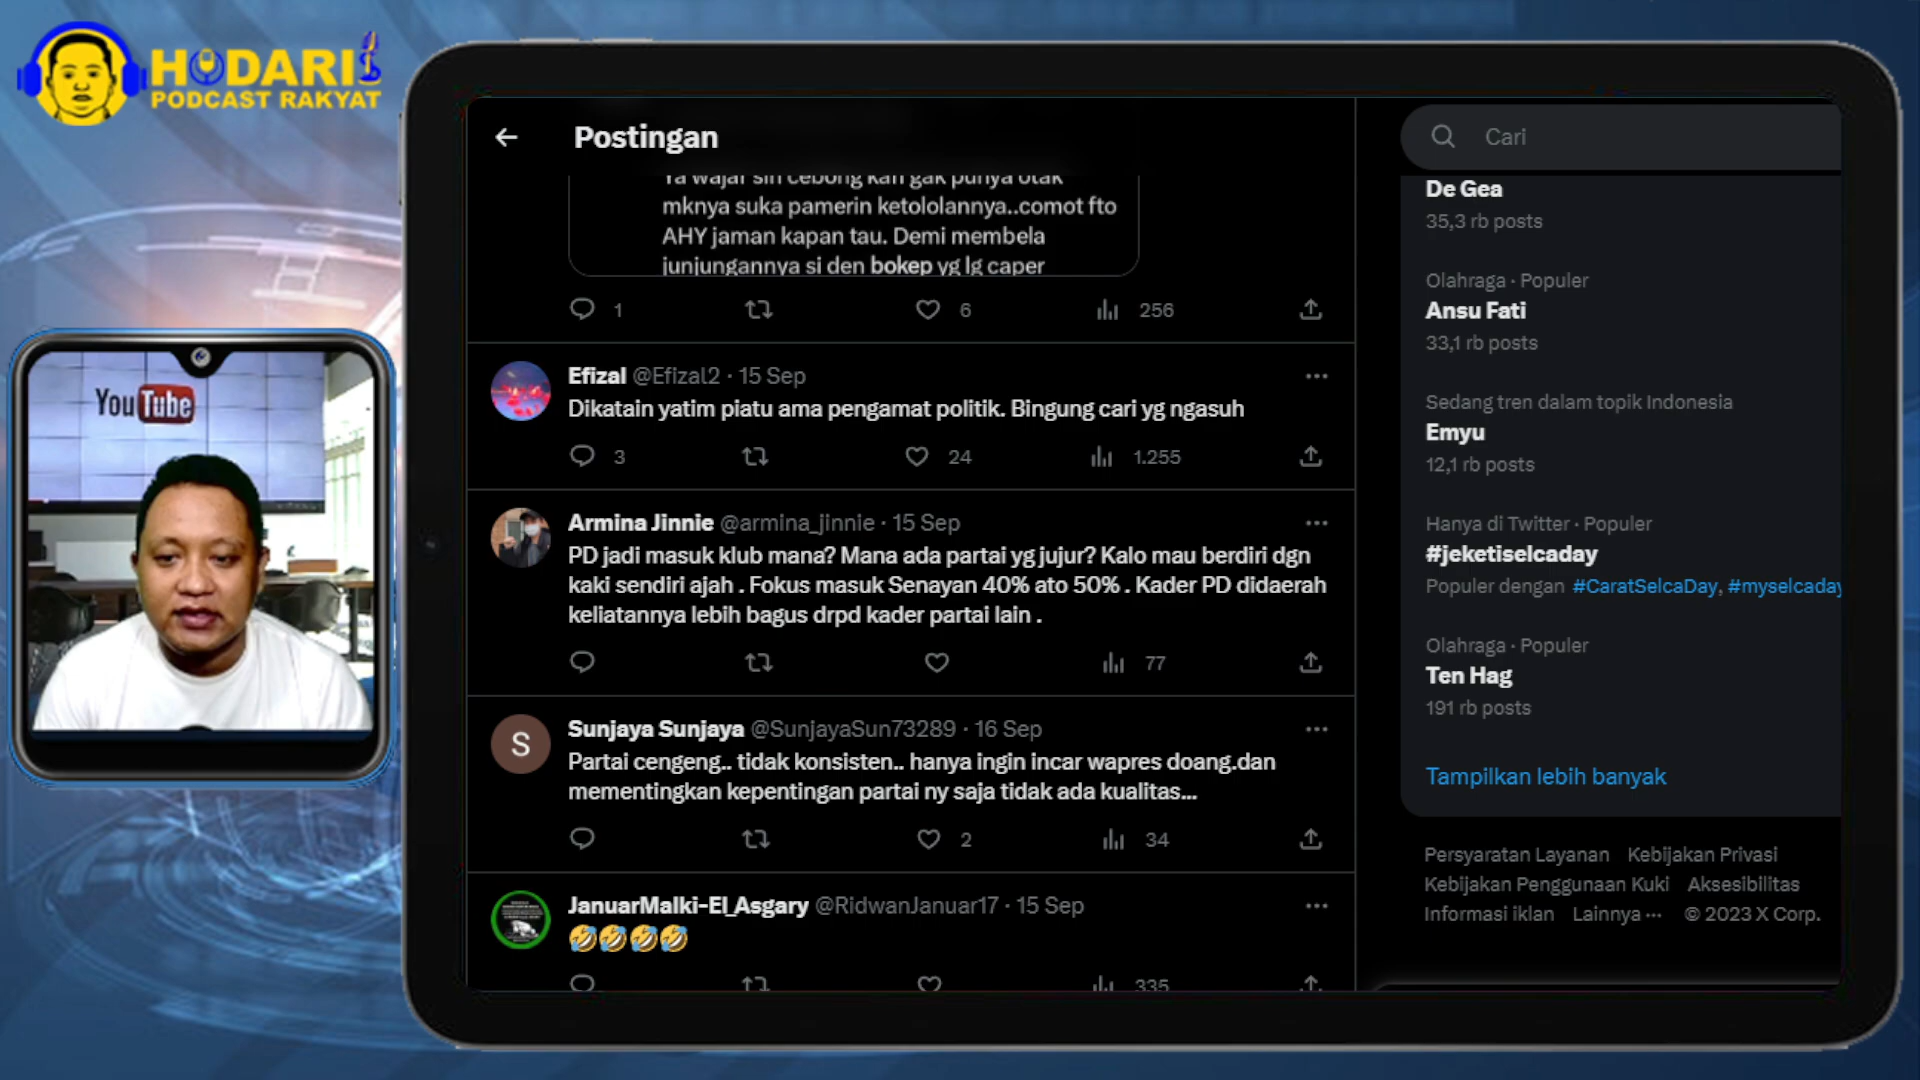 HODARI
PODCAST RAKYAT
YouTube
Postingan
Ya wajar sih cebong kan gak punya otak
mknya suka pamerin ketololannya..comot fto
AHY jaman kapan tau. Demi membela
junjungannya si den bokep yg lg caper
1
6
256
Efizal @Efizal2 · 15 Sep
Dikatain yatim piatu ama pengamat politik. Bingung cari yg ngasuh
3
24
1.255
Armina Jinnie @armina_jinnie · 15 Sep
PD jadi masuk klub mana? Mana ada partai yg jujur? Kalo mau berdiri dgn
kaki sendiri ajah . Fokus masuk Senayan 40% ato 50% . Kader PD didaerah
keliatannya lebih bagus drpd kader partai lain .
77
S
Sunjaya Sunjaya @SunjayaSun73289 · 16 Sep
Partai cengeng.. tidak konsisten.. hanya ingin incar wapres doang.dan
mementingkan kepentingan partai ny saja tidak ada kualitas...
2
34
JanuarMalki-El_Asgary @RidwanJanuar17 · 15 Sep
🤣🤣🤣🤣
335
Cari
De Gea
35,3 rb posts
Olahraga · Populer
Ansu Fati
33,1 rb posts
Sedang tren dalam topik Indonesia
Emyu
12,1 rb posts
Hanya di Twitter · Populer
#jeketiselcaday
Populer dengan #CaratSelcaDay, #myselcaday
Olahraga · Populer
Ten Hag
191 rb posts
Tampilkan lebih banyak
Persyaratan Layanan Kebijakan Privasi
Kebijakan Penggunaan Kuki Aksesibilitas
Informasi iklan Lainnya ··· © 2023 X Corp.